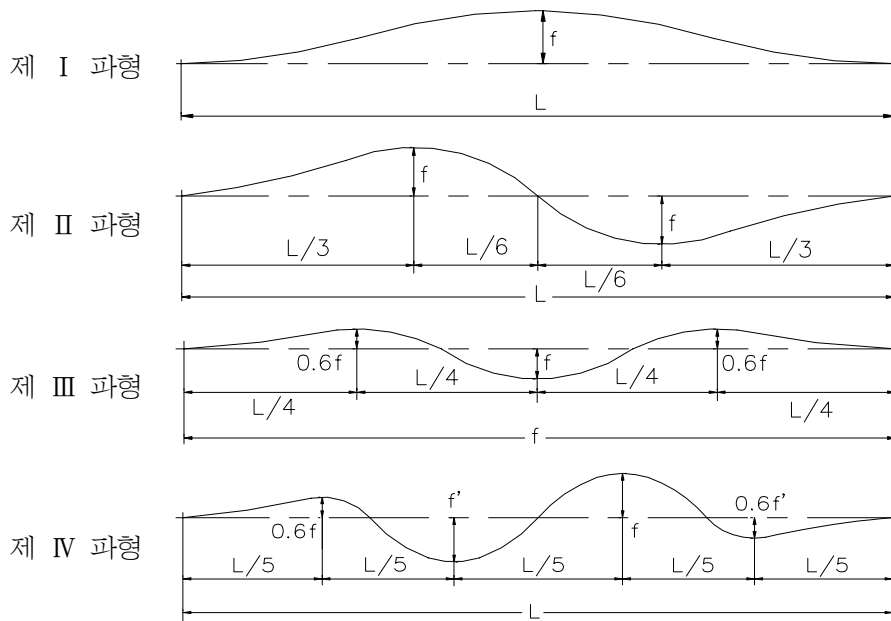 제 Ⅰ 파형
f
L
제 Ⅱ 파형
f
f
L/3 L/6 L/3
L/6
L
제 Ⅲ 파형
0.6f f 0.6f
L/4 L/4 L/4 L/4
f
제 Ⅳ 파형
f' 0.6f'
0.6f f
L/5 L/5 L/5 L/5 L/5
L